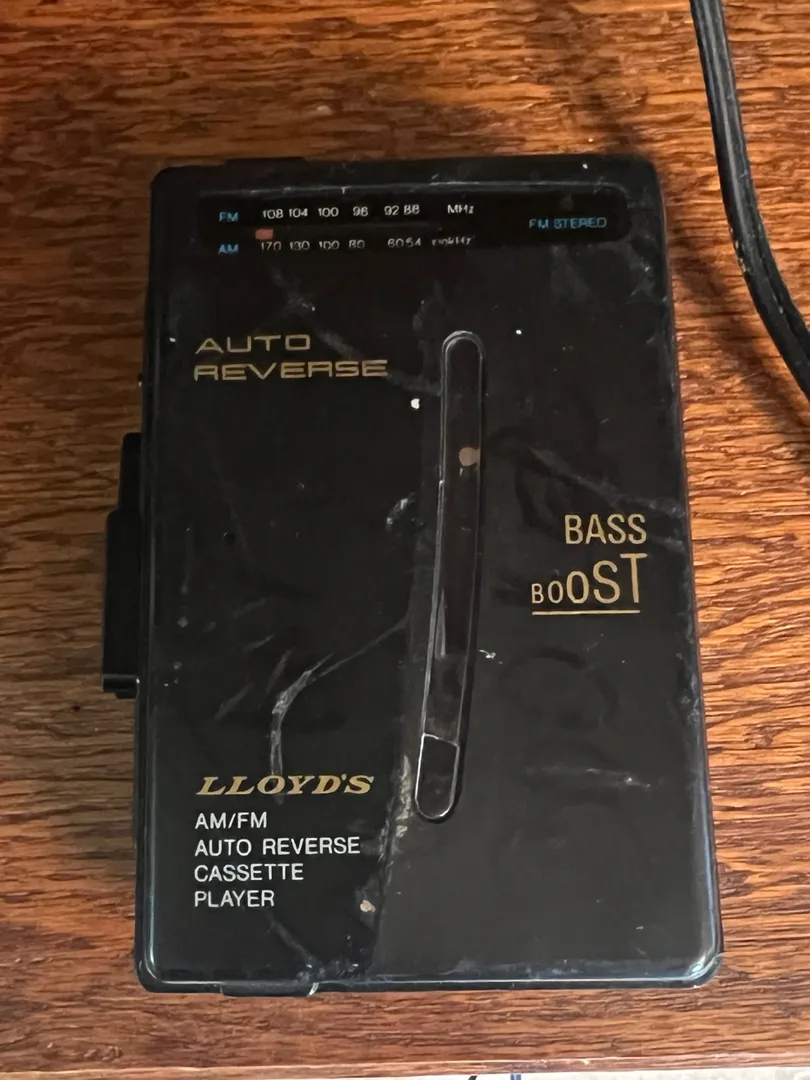 FM 108 104 100 96 92 88 MHz
FM STEREO
AM 170 130 100 80 60 54
AUTO
REVERSE
BASS
BOOST
LLOYD'S
AM/FM
AUTO REVERSE
CASSETTE
PLAYER